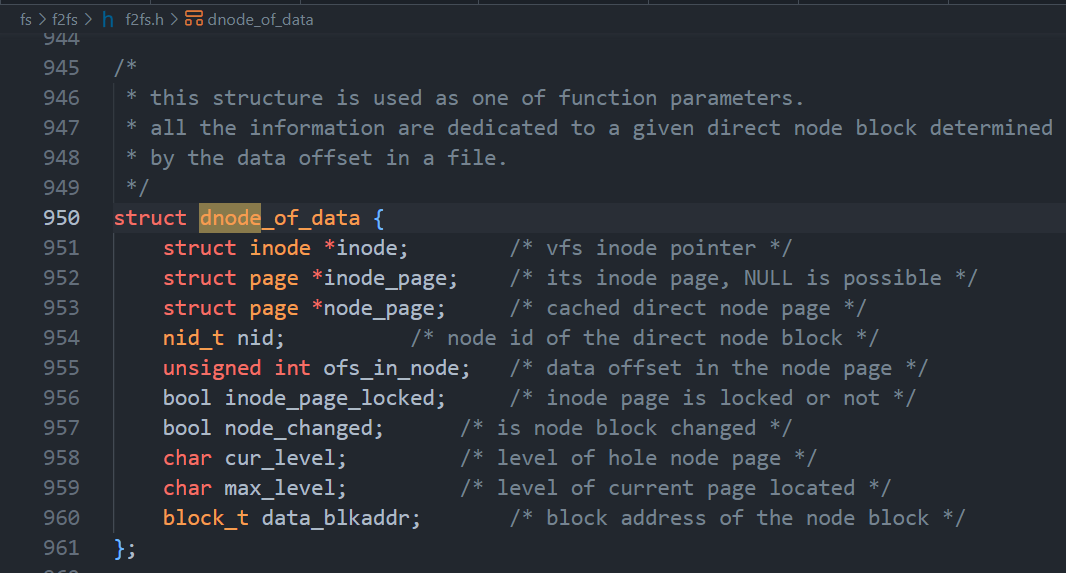 fs > f2fs > h f2fs.h > dnode_of_data
944
945 /*
946  * this structure is used as one of function parameters.
947  * all the information are dedicated to a given direct node block determined
948  * by the data offset in a file.
949  */
950 struct dnode_of_data {
951     struct inode *inode;        /* vfs inode pointer */
952     struct page *inode_page;    /* its inode page, NULL is possible */
953     struct page *node_page;     /* cached direct node page */
954     nid_t nid;          /* node id of the direct node block */
955     unsigned int ofs_in_node;   /* data offset in the node page */
956     bool inode_page_locked;     /* inode page is locked or not */
957     bool node_changed;      /* is node block changed */
958     char cur_level;         /* level of hole node page */
959     char max_level;         /* level of current page located */
960     block_t data_blkaddr;       /* block address of the node block */
961 };